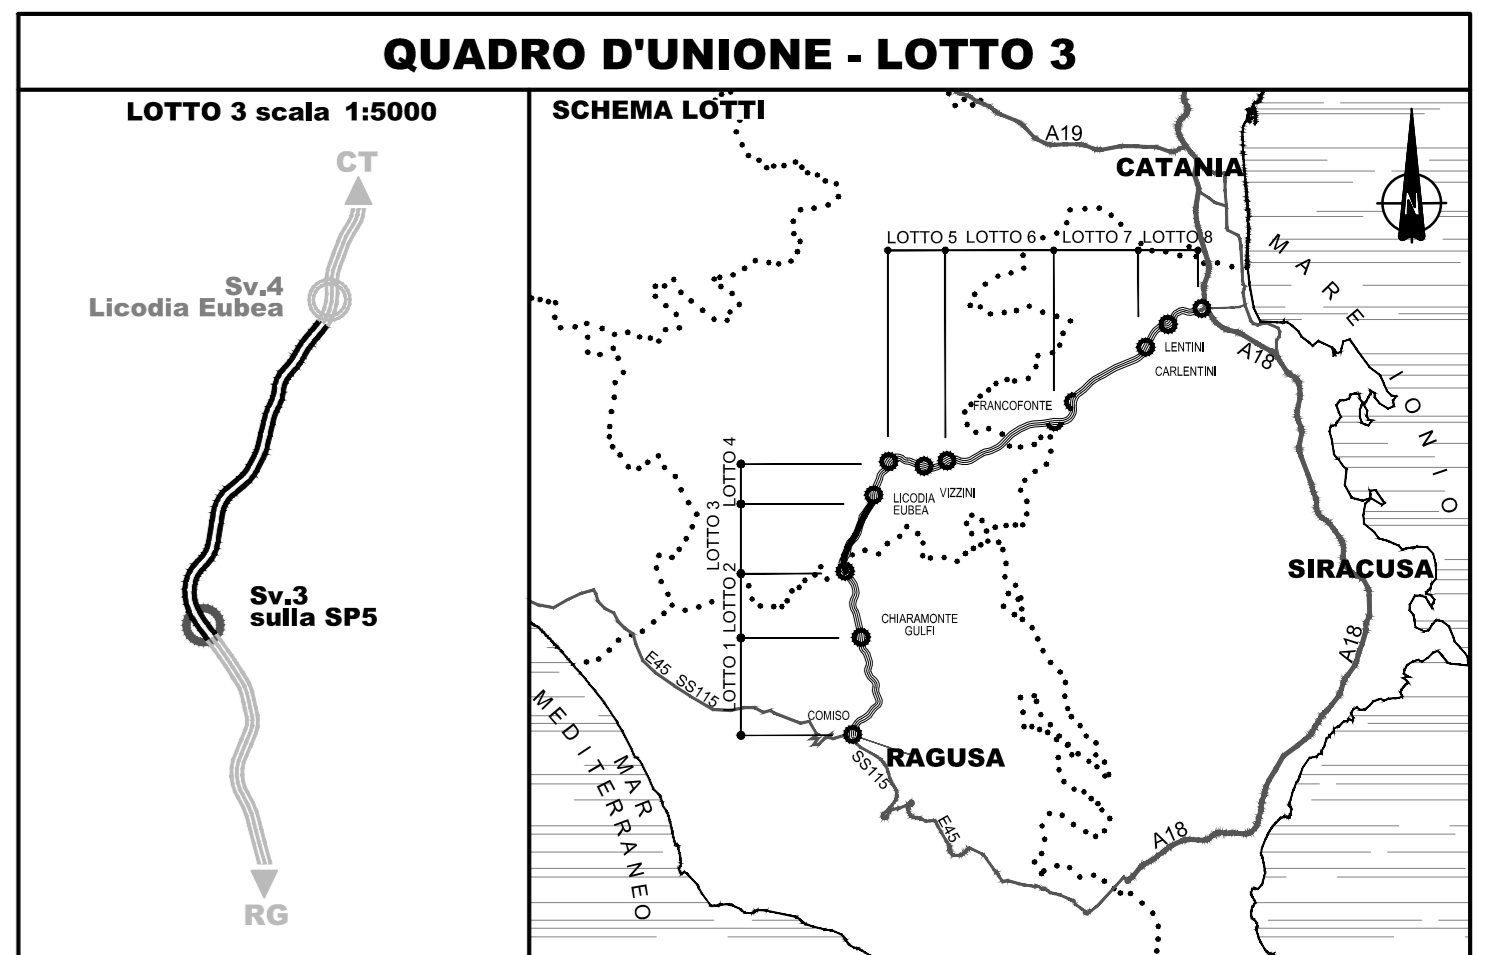 QUADRO D'UNIONE - LOTTO 3
LOTTO 3 scala 1:5000
CT
Sv.4
Licodia Eubea
Sv.3
sulla SP5
RG
SCHEMA LOTTI
A19
CATANIA
N
LOTTO 5
LOTTO 6
LOTTO 7
LOTTO 8
MARE IONIO
LENTINI
A18
CARLENTINI
FRANCOFONTE
LOTTO 4
LOTTO 3
LOTTO 2
LOTTO 1
LICODIA
EUBEA
VIZZINI
SIRACUSA
CHIARAMONTE
GULFI
A18
E45
SS115
COMISO
RAGUSA
SS115
E45
A18
MAR
MEDITERRANEO